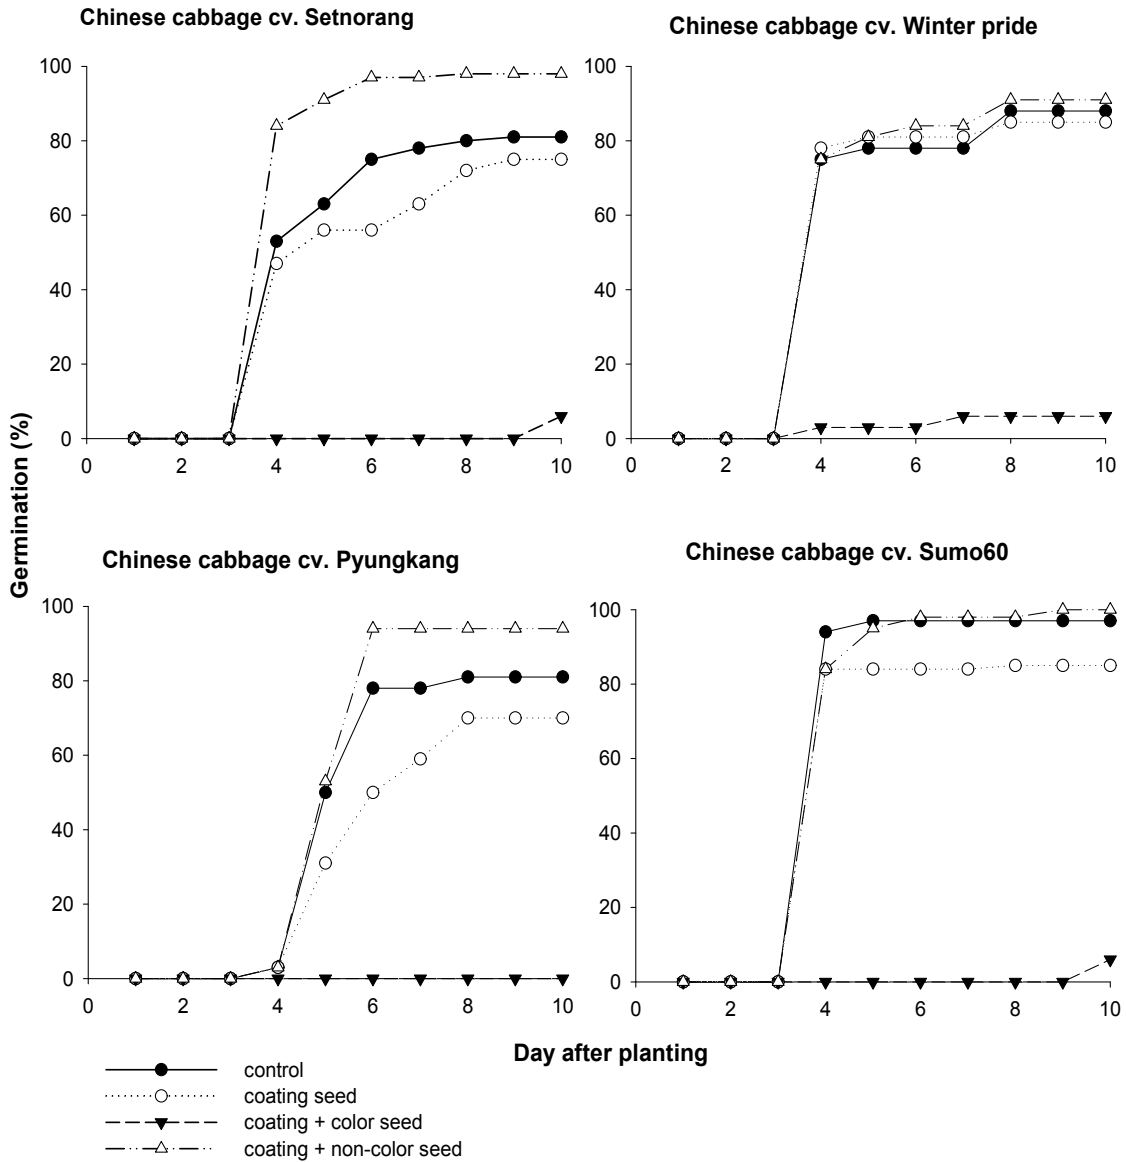 Chinese cabbage cv. Setnorang
Chinese cabbage cv. Winter pride
100
80
60
40
20
0
0 2 4 6 8 10
100
80
60
40
20
0
0 2 4 6 8 10
Germination (%)
Chinese cabbage cv. Pyungkang
Chinese cabbage cv. Sumo60
100
80
60
40
20
0
0 2 4 6 8 10
100
80
60
40
20
0
0 2 4 6 8 10
Day after planting
control
coating seed
coating + color seed
coating + non-color seed